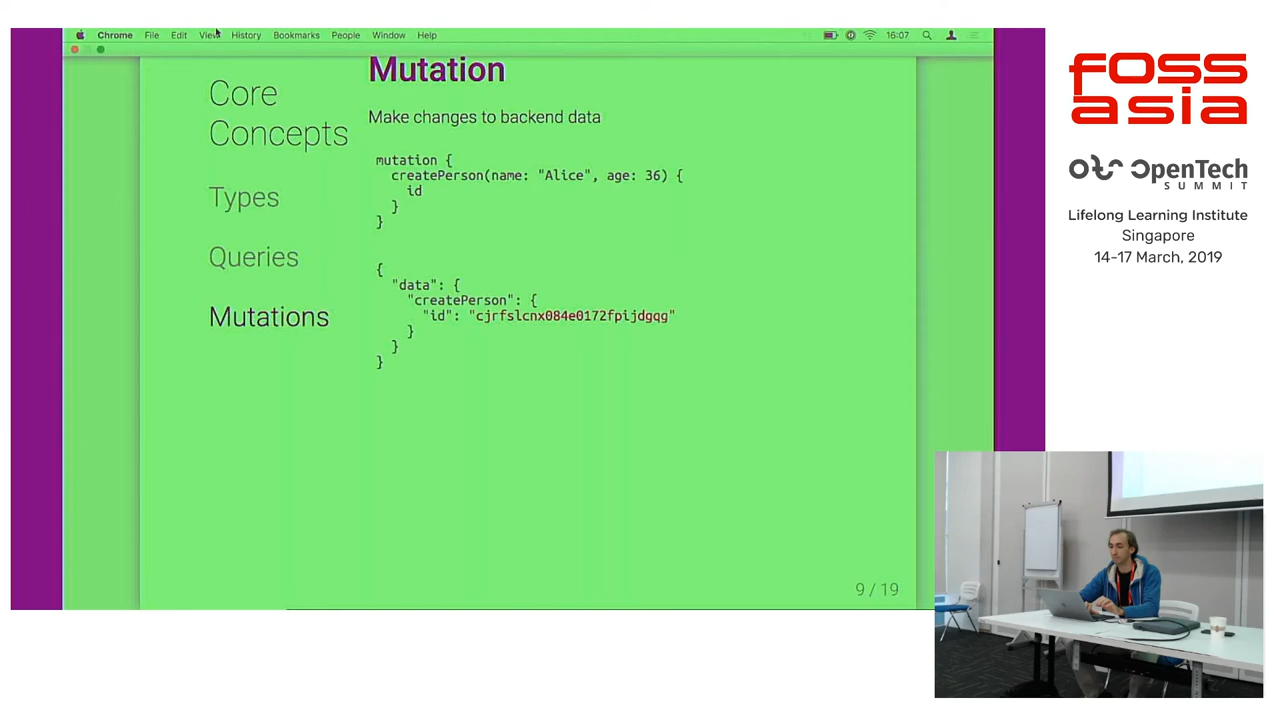 Chrome File Edit View History Bookmarks People Window Help 16:07
Core
Concepts
Types
Queries
Mutations
Mutation
Make changes to backend data
mutation {
createPerson(name: "Alice", age: 36) {
id
}
}
{
"data": {
"createPerson": {
"id": "cjrfslcnx084e0172fpijdgqg"
}
}
}
9 / 19
fOSS
asia
OpenTech
SUMMIT
Lifelong Learning Institute
Singapore
14-17 March, 2019